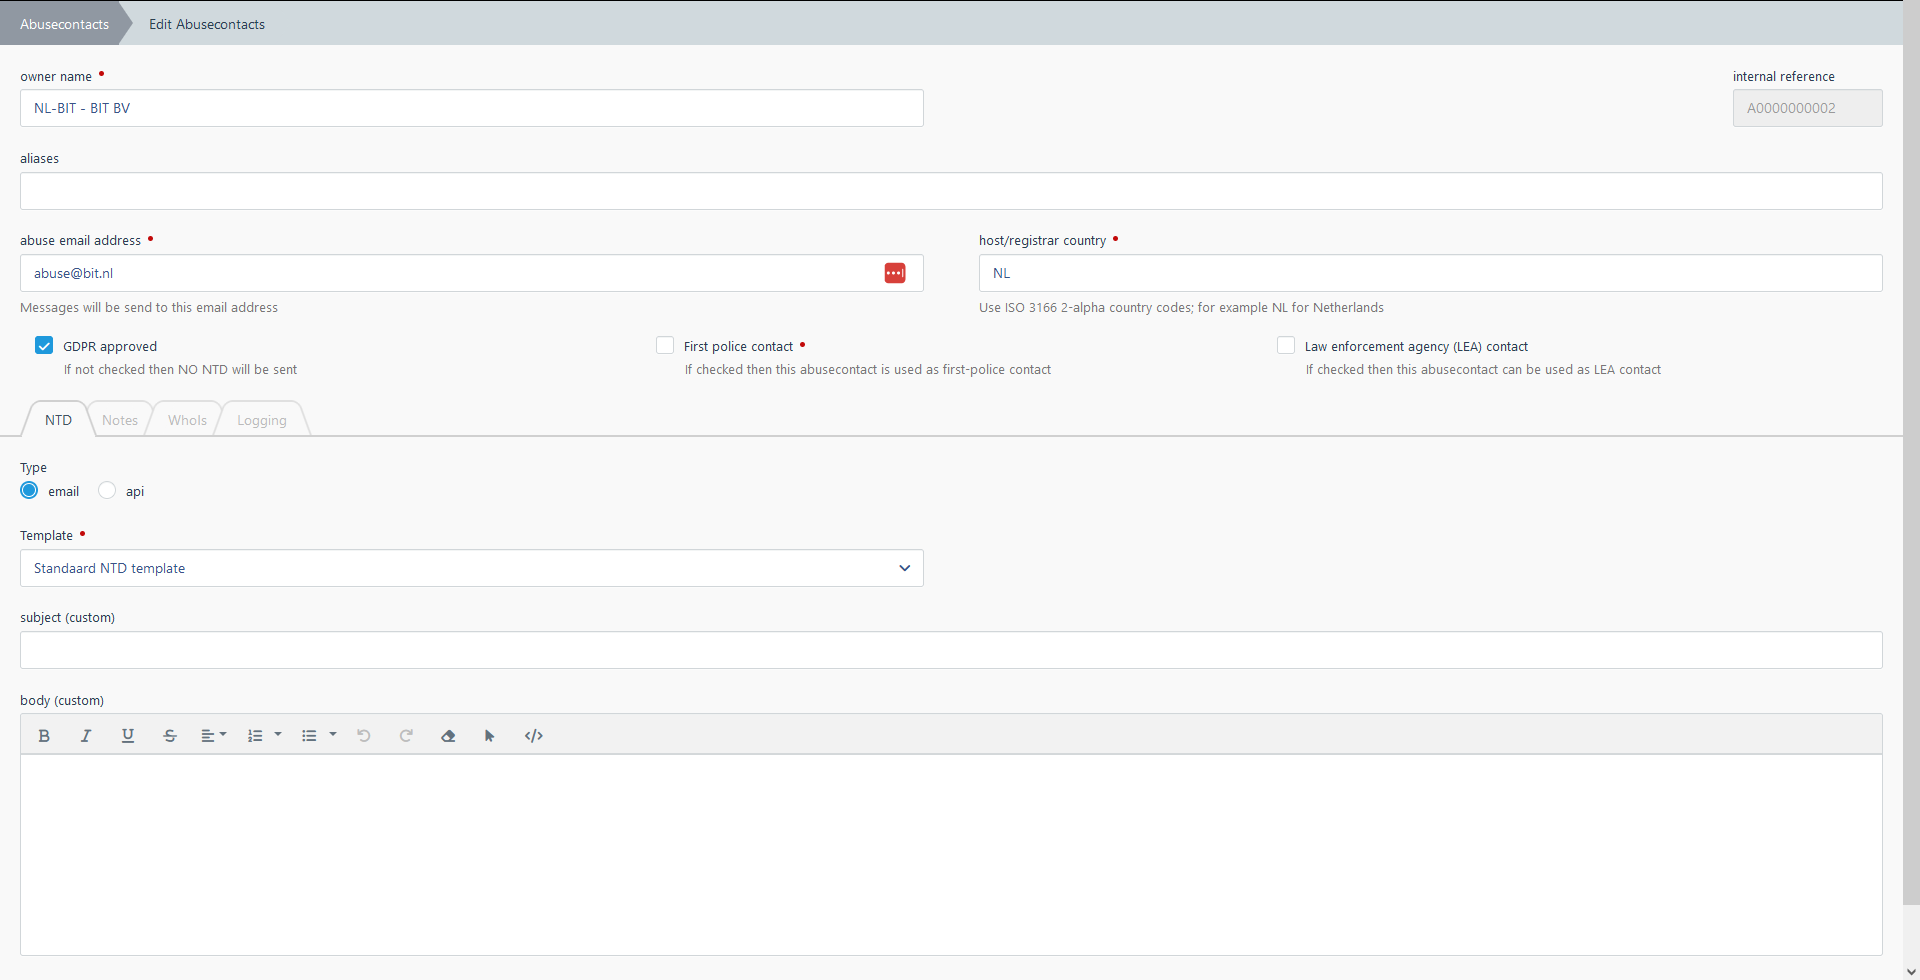 Abusecontacts
Edit Abusecontacts
owner name
internal reference
NL-BIT - BIT BV
A0000000002
aliases
abuse email address
host/registrar country
abuse@bit.nl
NL
Messages will be send to this email address
Use ISO 3166 2-alpha country codes; for example NL for Netherlands
GDPR approved
First police contact
Law enforcement agency (LEA) contact
If not checked then NO NTD will be sent
If checked then this abusecontact is used as first-police contact
If checked then this abusecontact can be used as LEA contact
NTD
Notes
WhoIs
Logging
Type
email
api
Template
Standaard NTD template
subject (custom)
body (custom)